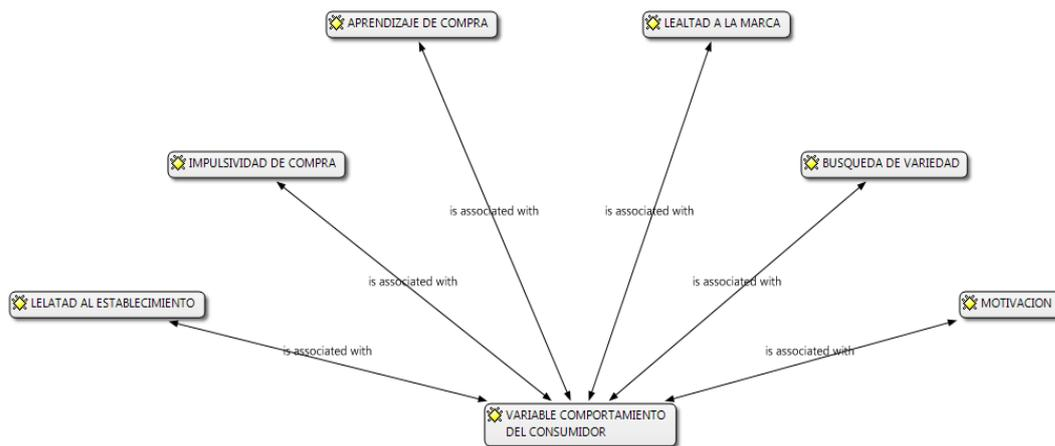 APRENDIZAJE DE COMPRA
LEALTAD A LA MARCA
IMPULSIVIDAD DE COMPRA
BUSQUEDA DE VARIEDAD
is associated with
is associated with
is associated with
is associated with
LELATAD AL ESTABLECIMIENTO
MOTIVACION
is associated with
is associated with
VARIABLE COMPORTAMIENTO
DEL CONSUMIDOR